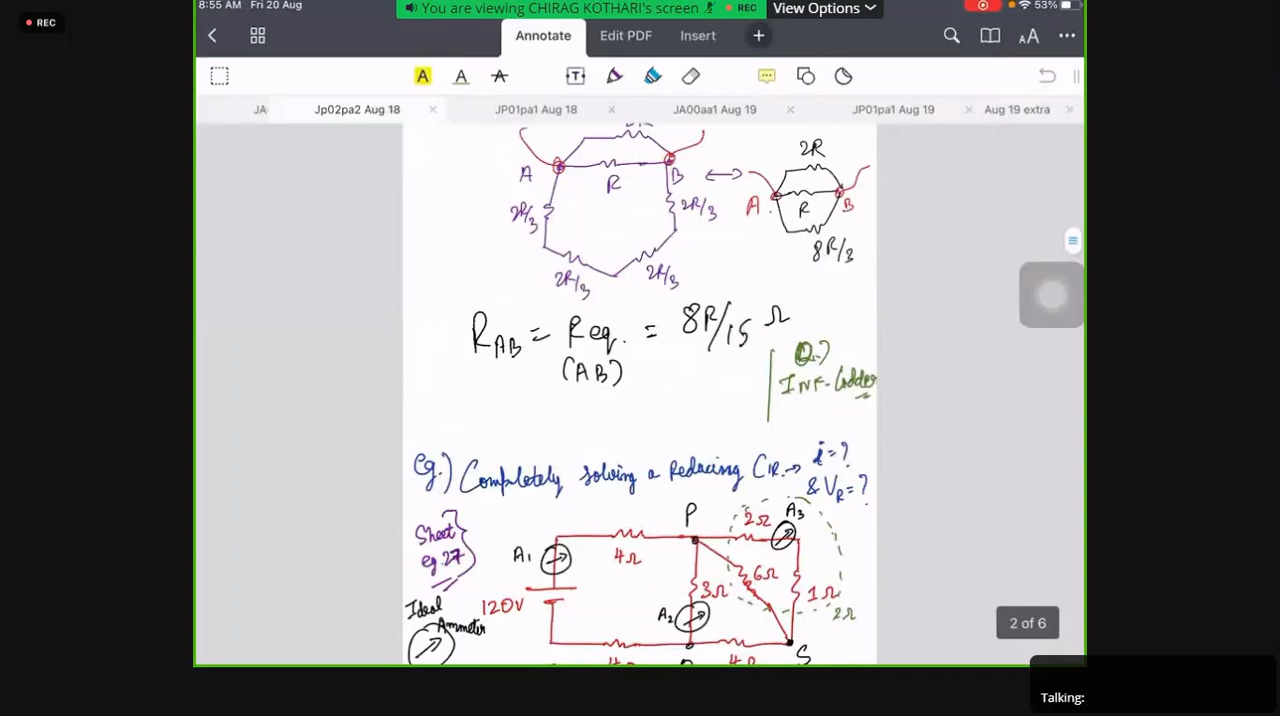 REC
8:55 AM Fri 20 Aug
You are viewing CHIRAG KOTHARI's screen
REC
View Options
53%
Annotate
Edit PDF
Insert
JA
Jp02pa2 Aug 18
JP01pa1 Aug 18
JA00aa1 Aug 19
JP01pa1 Aug 19
Aug 19 extra
A
R
B
2R/3
2R/3
2R/3
2R/3
2R
A
R
B
8R/3
RAB = Req. = 8R/15 Ω
(AB)
Q.)
INF-Ladder
eg.) Completely solving a Reducing CIR. → i=?
& VR=?
Sheet
eg.27
Ideal
Ammeter
A1
120V
4Ω
P
2Ω
A3
6Ω
3Ω
1Ω
2Ω
A2
4Ω
S
2 of 6
Talking: